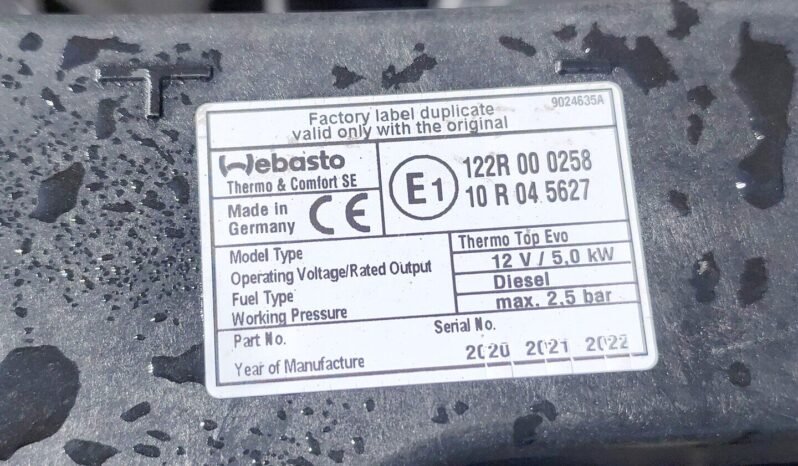 9024635A
Factory label duplicate
valid only with the original
Webasto
Thermo & Comfort SE
Made in
Germany
CE
E1
122R 00 0258
10 R 04 5627
Model Type Thermo Top Evo
Operating Voltage/Rated Output 12 V / 5,0 kW
Fuel Type Diesel
Working Pressure max. 2,5 bar
Part No. Serial No.
Year of Manufacture 2020 2021 2022